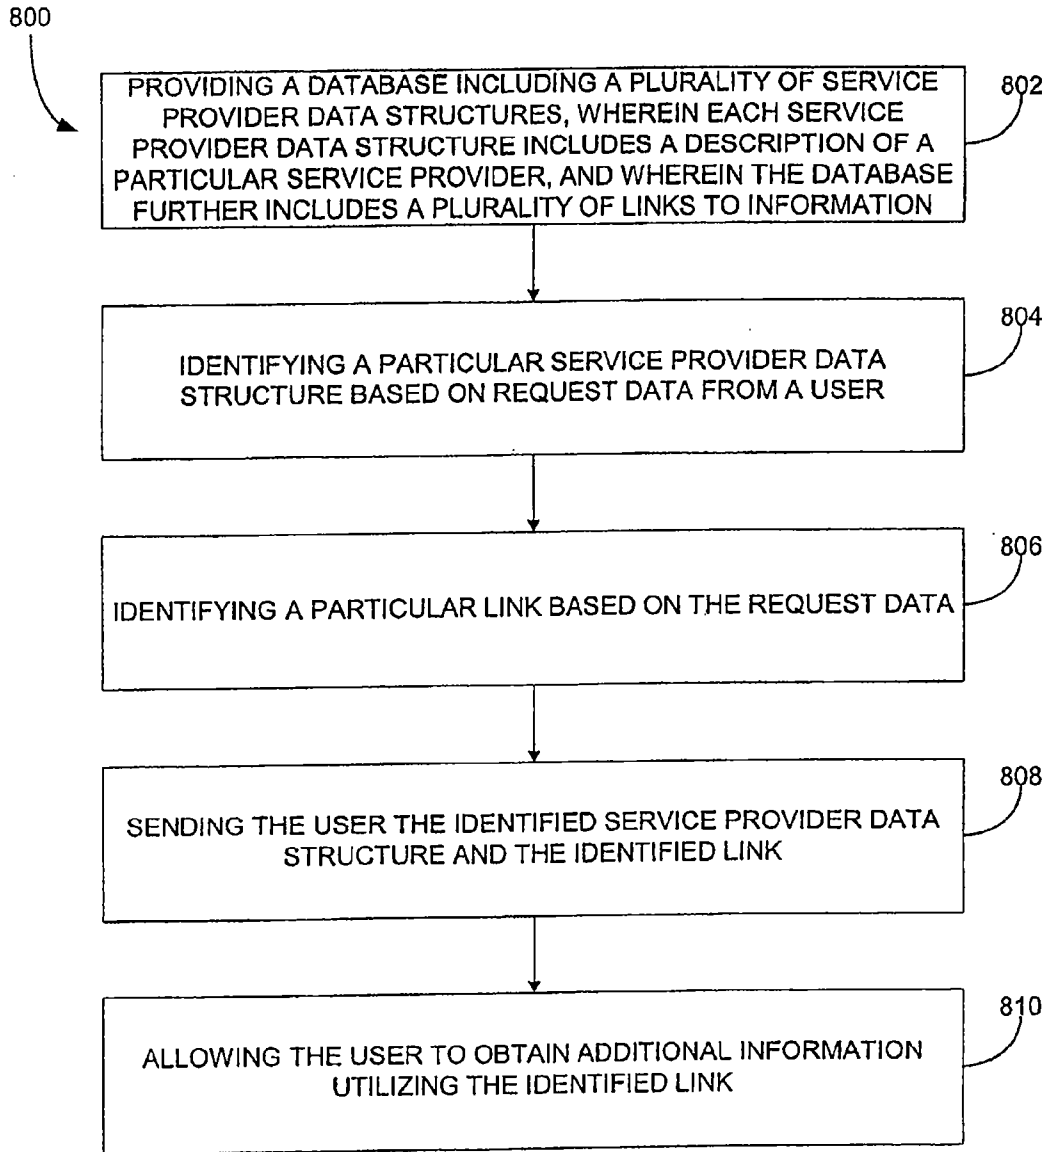 800
PROVIDING A DATABASE INCLUDING A PLURALITY OF SERVICE
PROVIDER DATA STRUCTURES, WHEREIN EACH SERVICE
PROVIDER DATA STRUCTURE INCLUDES A DESCRIPTION OF A
PARTICULAR SERVICE PROVIDER, AND WHEREIN THE DATABASE
FURTHER INCLUDES A PLURALITY OF LINKS TO INFORMATION
802
IDENTIFYING A PARTICULAR SERVICE PROVIDER DATA
STRUCTURE BASED ON REQUEST DATA FROM A USER
804
IDENTIFYING A PARTICULAR LINK BASED ON THE REQUEST DATA
806
SENDING THE USER THE IDENTIFIED SERVICE PROVIDER DATA
STRUCTURE AND THE IDENTIFIED LINK
808
ALLOWING THE USER TO OBTAIN ADDITIONAL INFORMATION
UTILIZING THE IDENTIFIED LINK
810